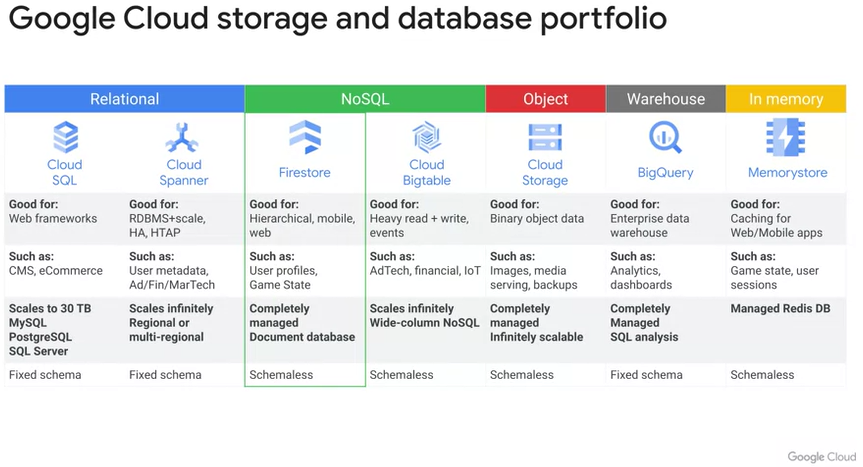 Google Cloud storage and database portfolio
Relational
NoSQL
Object
Warehouse
In memory
Cloud
SQL
Cloud
Spanner
Firestore
Cloud
Bigtable
Cloud
Storage
BigQuery
Memorystore
Good for:
Web frameworks
Good for:
RDBMS+scale,
HA, HTAP
Good for:
Hierarchical, mobile,
web
Good for:
Heavy read + write,
events
Good for:
Binary object data
Good for:
Enterprise data
warehouse
Good for:
Caching for
Web/Mobile apps
Such as:
CMS, eCommerce
Such as:
User metadata,
Ad/Fin/MarTech
Such as:
User profiles,
Game State
Such as:
AdTech, financial, IoT
Such as:
Images, media
serving, backups
Such as:
Analytics,
dashboards
Such as:
Game state, user
sessions
Scales to 30 TB
MySQL
PostgreSQL
SQL Server
Scales infinitely
Regional or
multi-regional
Completely
managed
Document database
Scales infinitely
Wide-column NoSQL
Completely
managed
Infinitely scalable
Completely
Managed
SQL analysis
Managed Redis DB
Fixed schema
Fixed schema
Schemaless
Schemaless
Schemaless
Fixed schema
Schemaless
Google Cloud